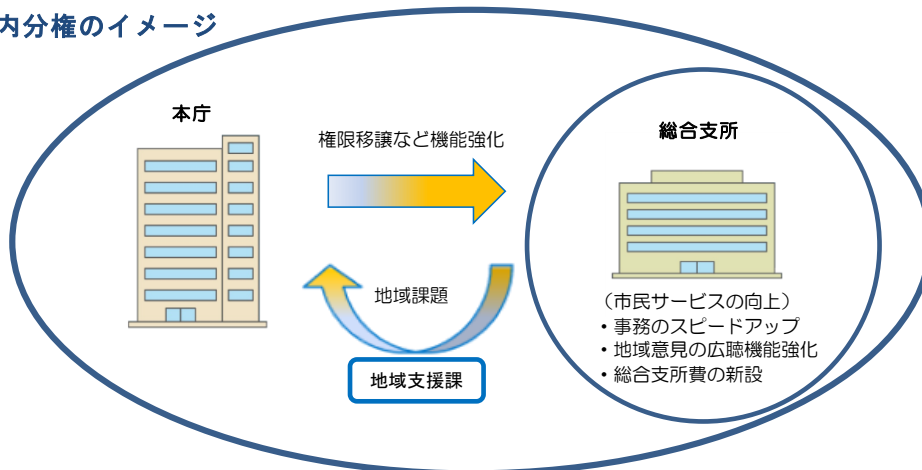 内分権のイメージ
本庁
権限移譲など機能強化
総合支所
地域課題
地域支援課
（市民サービスの向上）
・事務のスピードアップ
・地域意見の広聴機能強化
・総合支所費の新設